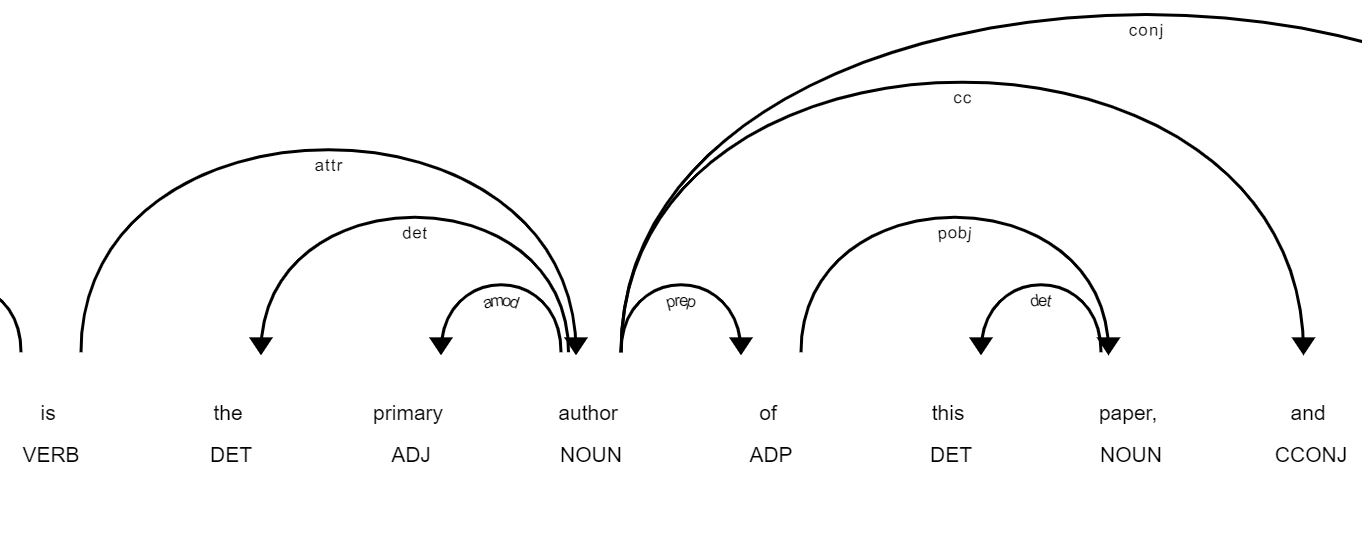 conj
cc
attr
det
pobj
amod
prep
det
is the primary author of this paper, and
VERB DET ADJ NOUN ADP DET NOUN CCONJ